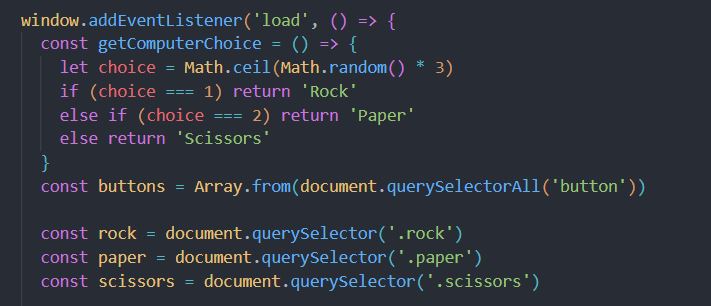 window.addEventListener('load', () => {
const getComputerChoice = () => {
let choice = Math.ceil(Math.random() * 3)
if (choice === 1) return 'Rock'
else if (choice === 2) return 'Paper'
else return 'Scissors'
}
const buttons = Array.from(document.querySelectorAll('button'))
const rock = document.querySelector('.rock')
const paper = document.querySelector('.paper')
const scissors = document.querySelector('.scissors')